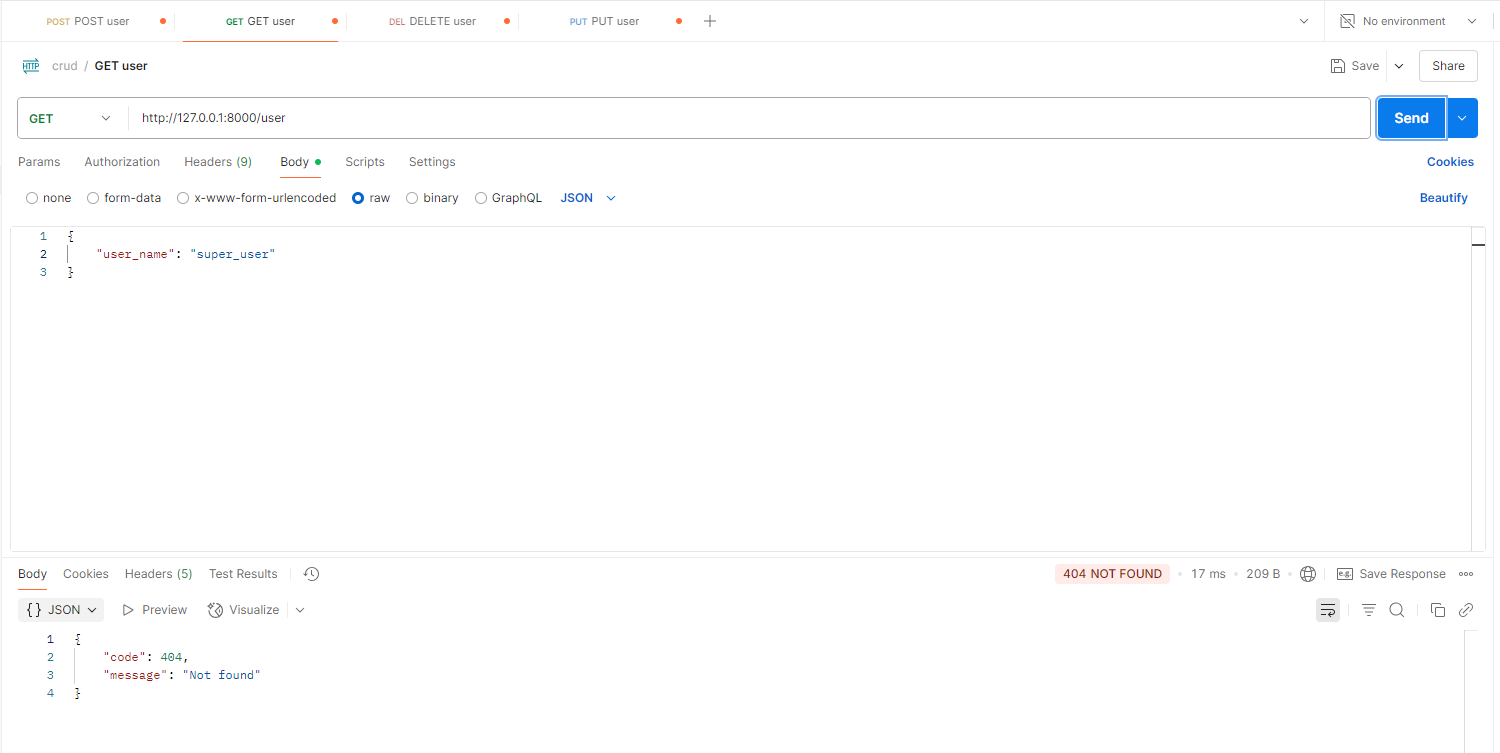 POST POST user GET GET user DEL DELETE user PUT PUT user No environment
HTTP crud / GET user Save Share
GET http://127.0.0.1:8000/user Send
Params Authorization Headers (9) Body Scripts Settings Cookies
none form-data x-www-form-urlencoded raw binary GraphQL JSON Beautify
1 {
2 "user_name": "super_user"
3 }
Body Cookies Headers (5) Test Results 404 NOT FOUND 17 ms 209 B e.g. Save Response
{} JSON Preview Visualize
1 {
2 "code": 404,
3 "message": "Not found"
4 }